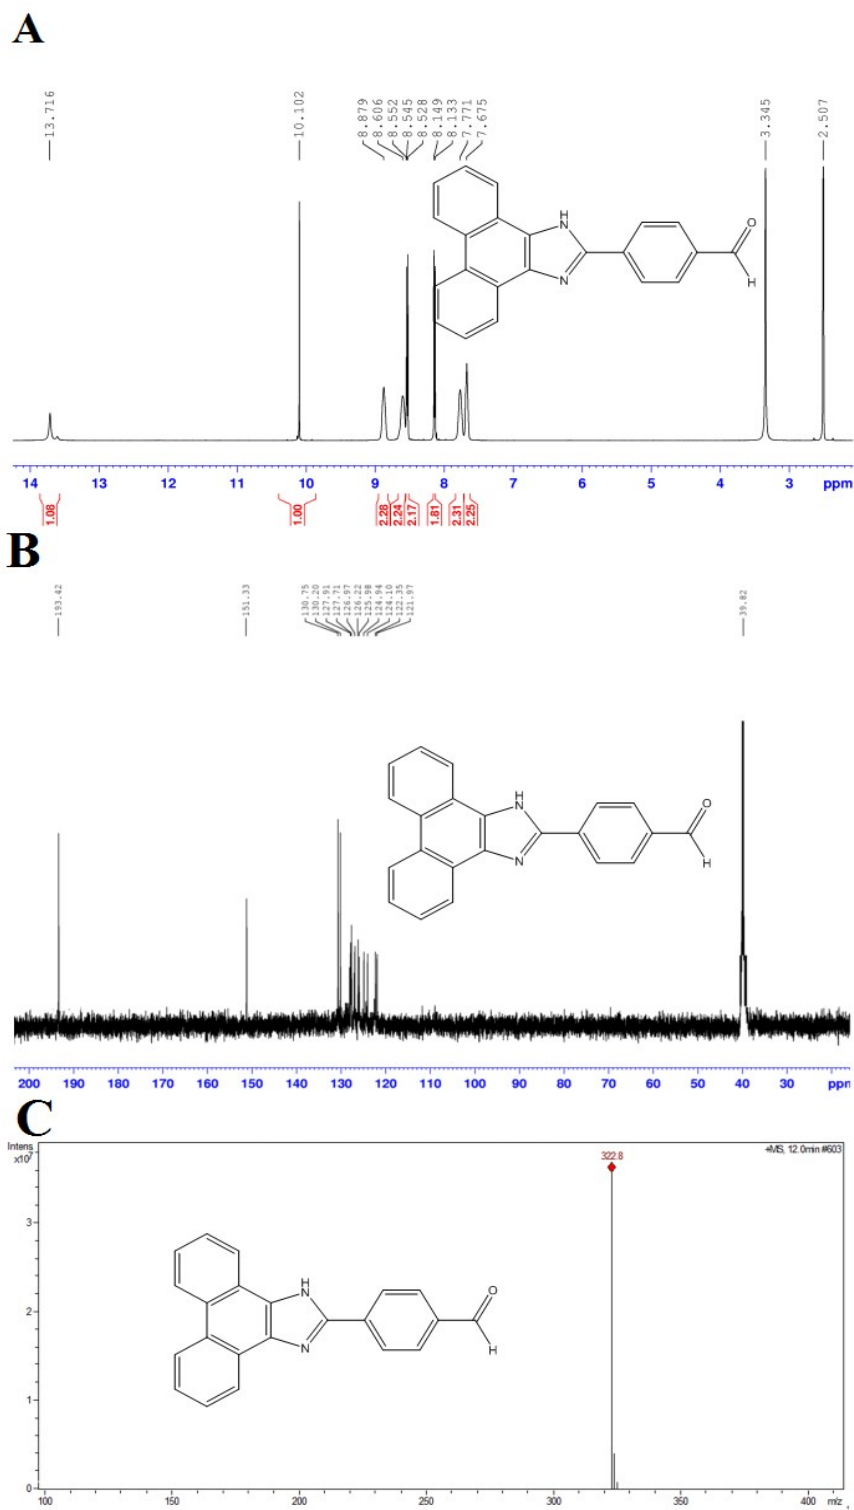 A
13.716
10.102
8.879
8.606
8.552
8.545
8.528
8.149
8.133
7.771
7.675
3.345
2.507
H
N
N
O
H
14 13 12 11 10 9 8 7 6 5 4 3 ppm
1.08 1.00 2.28 2.24 2.17 1.81 2.31 2.25
B
193.42
151.33
130.75
130.20
127.91
127.71
126.97
126.22
125.98
124.94
124.10
122.35
121.97
39.82
H
N
N
O
H
200 190 180 170 160 150 140 130 120 110 100 90 80 70 60 50 40 30 ppm
C
Intens
x107
322.8
+MS, 12.0min #603
3
2
1
0
H
N
N
O
H
100 150 200 250 300 350 400 m/z